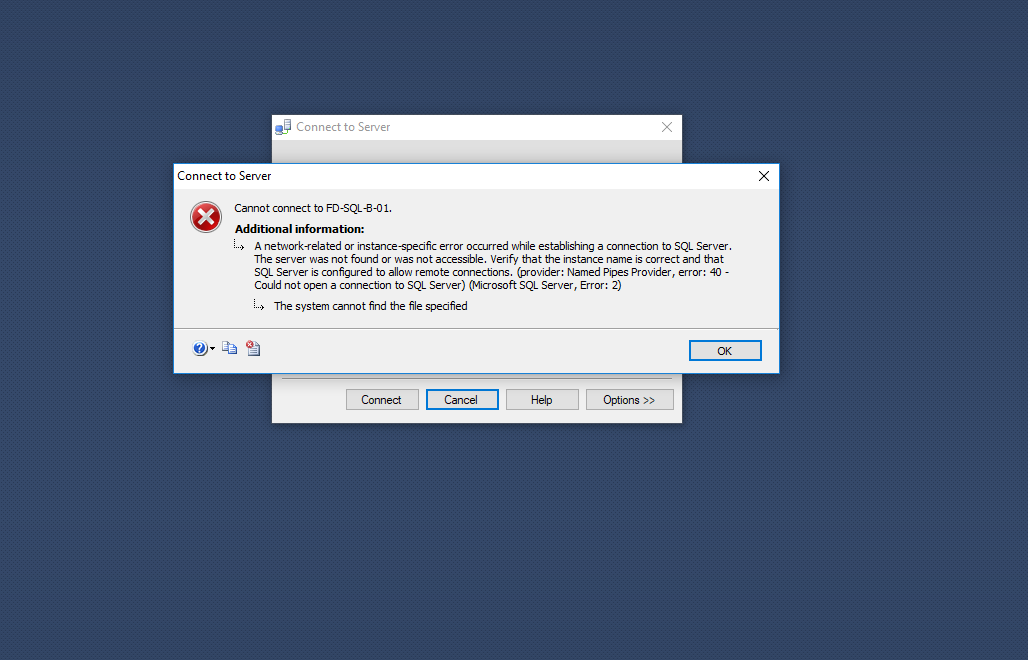 Connect to Server
Connect to Server
Cannot connect to FD-SQL-B-01.
Additional information:
A network-related or instance-specific error occurred while establishing a connection to SQL Server.
The server was not found or was not accessible. Verify that the instance name is correct and that
SQL Server is configured to allow remote connections. (provider: Named Pipes Provider, error: 40 -
Could not open a connection to SQL Server) (Microsoft SQL Server, Error: 2)
The system cannot find the file specified
OK
Connect Cancel Help Options >>